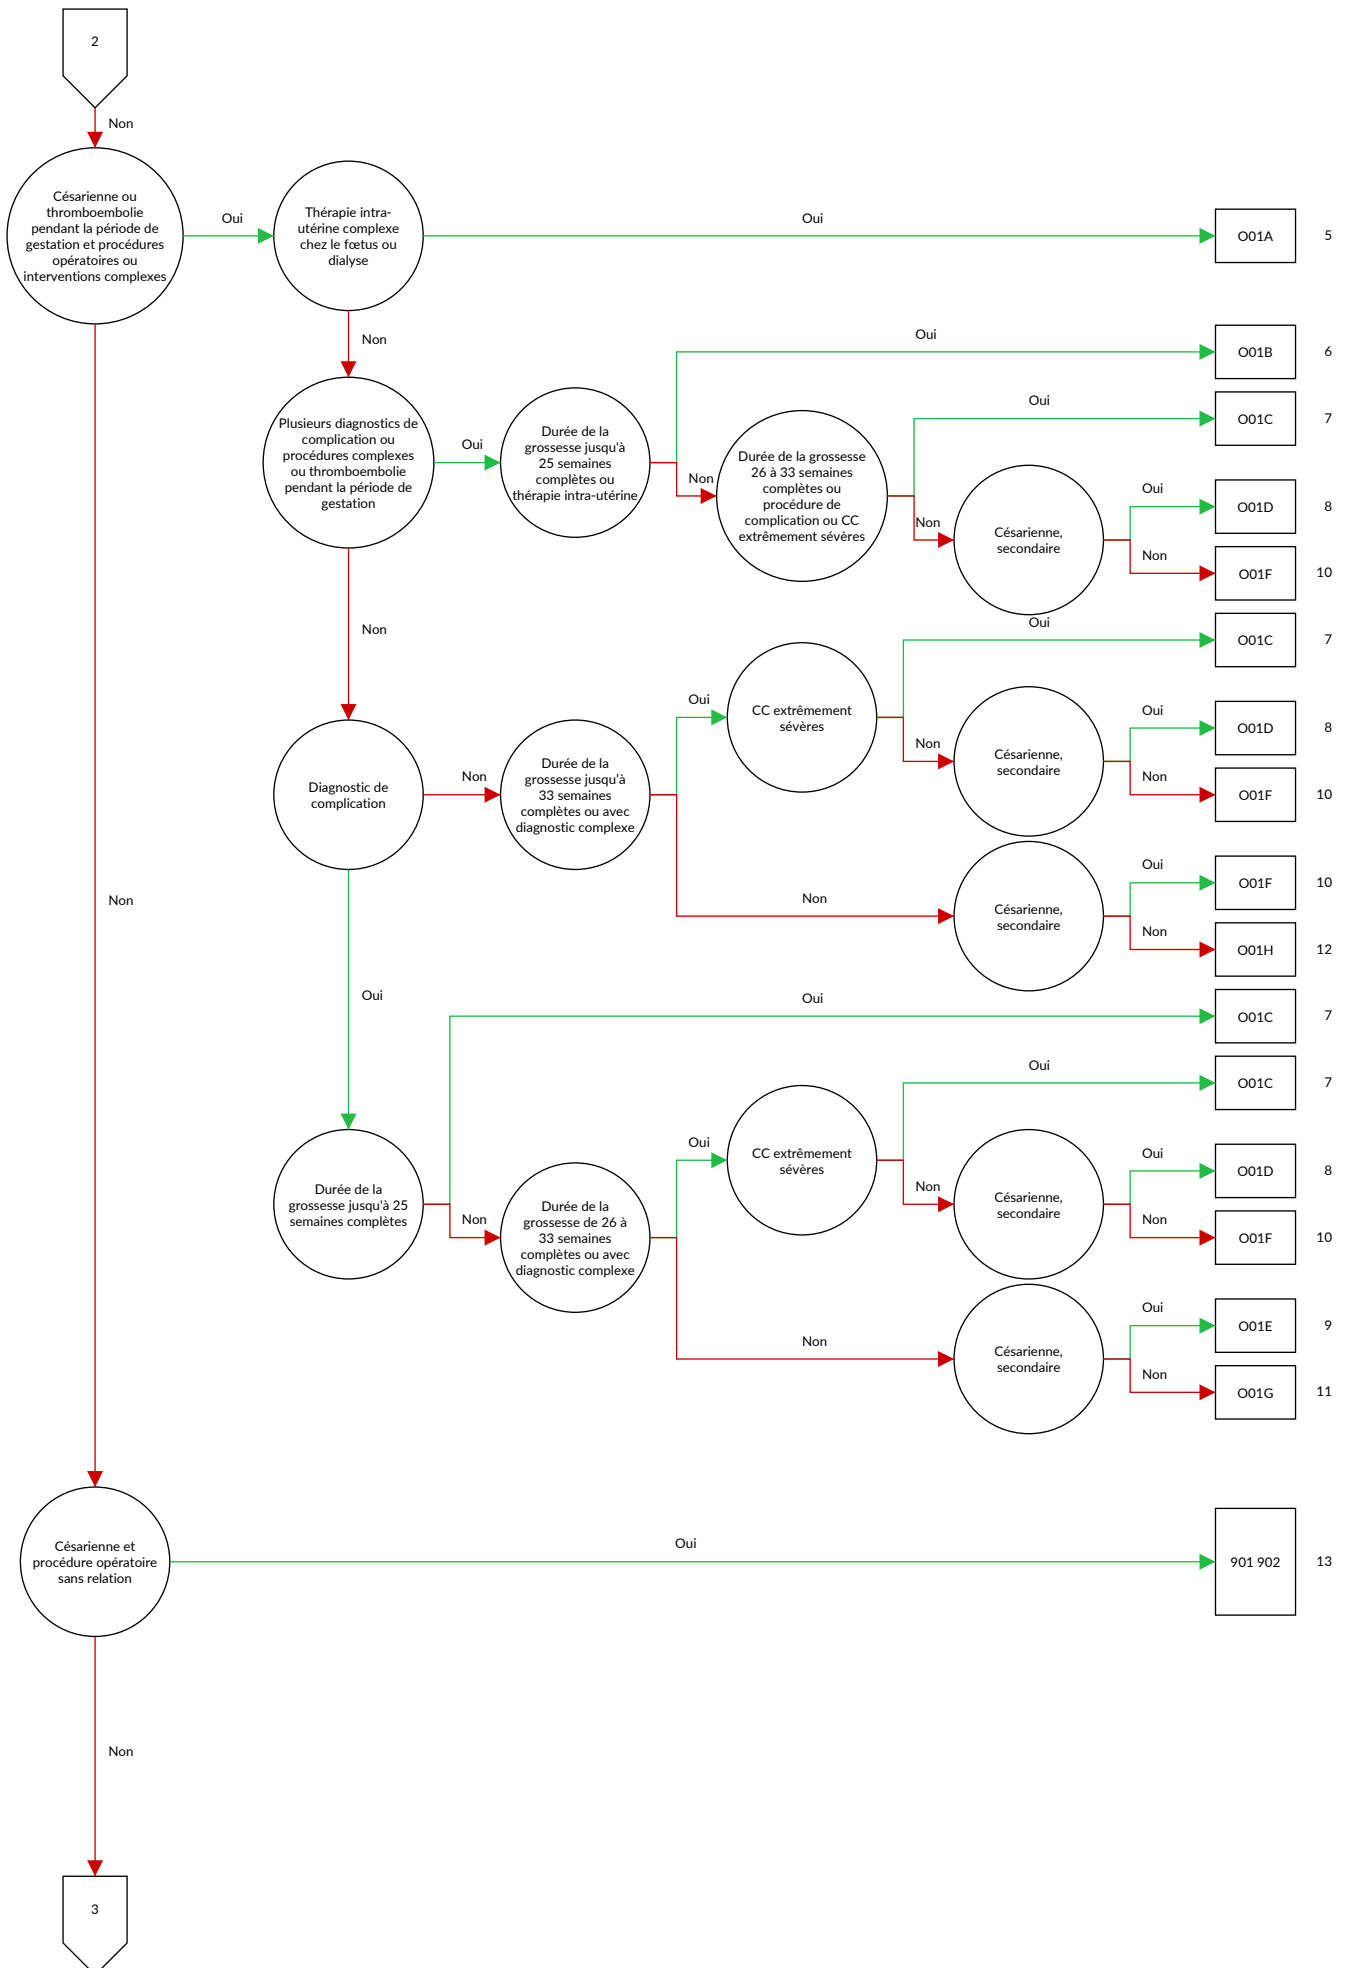 2
Non
Césarienne ou
thromboembolie
pendant la période de
gestation et procédures
opératoires ou
interventions complexes
Oui
Thérapie intra-
utérine complexe
chez le fœtus ou
dialyse
Oui
O01A
5
Non
Plusieurs diagnostics de
complication ou
procédures complexes
ou thromboembolie
pendant la période de
gestation
Oui
Durée de la
grossesse jusqu'à
25 semaines
complètes ou
thérapie intra-utérine
Oui
O01B
6
Non
Durée de la grossesse
26 à 33 semaines
complètes ou
procédure de
complication ou CC
extrêmement sévères
Oui
O01C
7
Non
Césarienne,
secondaire
Oui
O01D
8
Non
O01F
10
Non
Diagnostic de
complication
Non
Durée de la
grossesse jusqu'à
33 semaines
complètes ou avec
diagnostic complexe
Oui
CC extrêmement
sévères
Oui
O01C
7
Non
Césarienne,
secondaire
Oui
O01D
8
Non
O01F
10
Non
Césarienne,
secondaire
Oui
O01F
10
Non
O01H
12
Oui
Durée de la
grossesse jusqu'à 25
semaines complètes
Oui
O01C
7
Non
Durée de la
grossesse de 26 à
33 semaines
complètes ou avec
diagnostic complexe
Oui
CC extrêmement
sévères
Oui
O01C
7
Non
Césarienne,
secondaire
Oui
O01D
8
Non
O01F
10
Non
Césarienne,
secondaire
Oui
O01E
9
Non
O01G
11
Non
Césarienne et
procédure opératoire
sans relation
Oui
901 902
13
Non
3